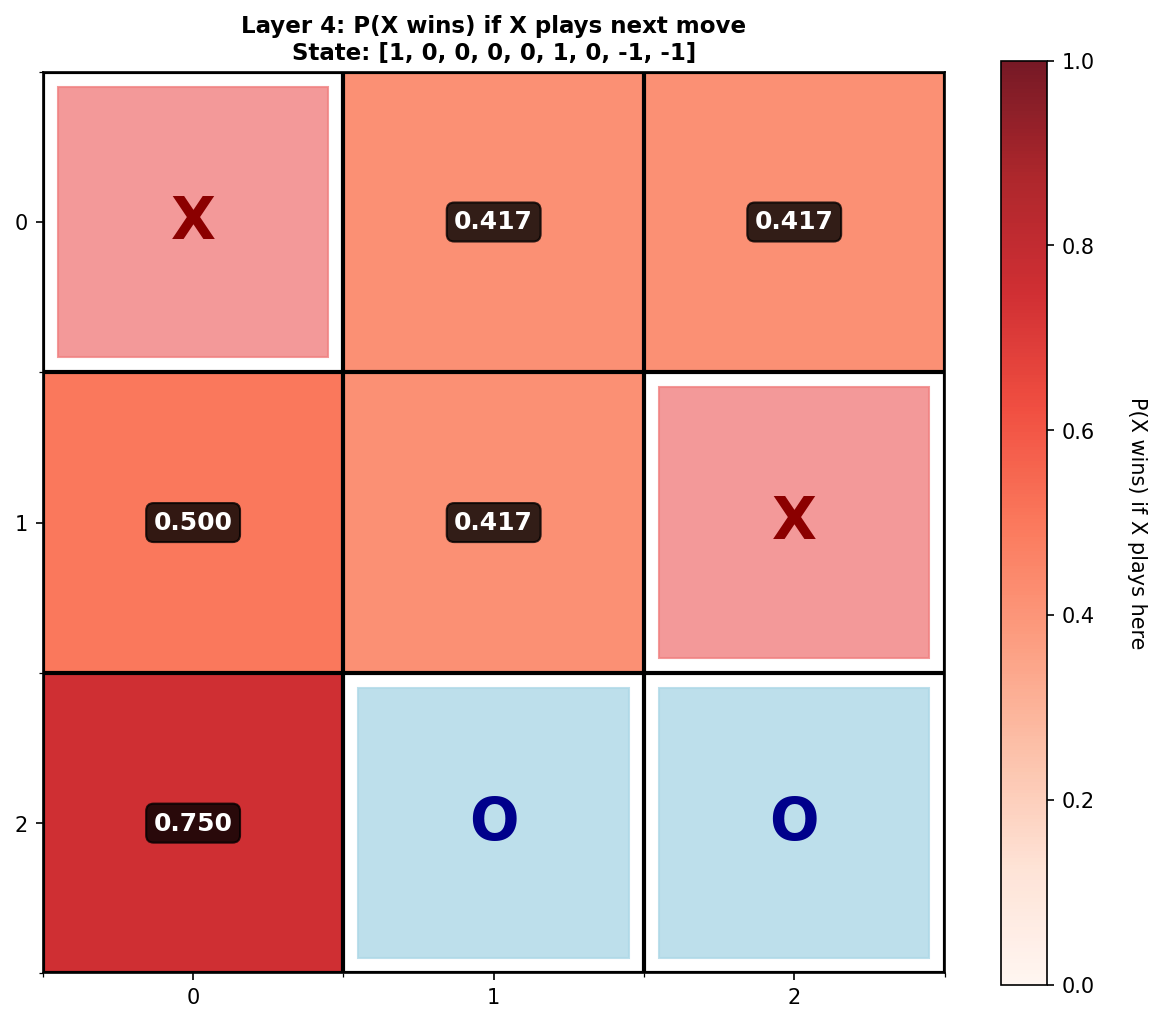 Layer 4: P(X wins) if X plays next move
State: [1, 0, 0, 0, 0, 1, 0, -1, -1]
0
X
0.417
0.417
1
0.500
0.417
X
2
0.750
O
O
0
1
2
1.0
0.8
0.6
0.4
0.2
0.0
P(X wins) if X plays here